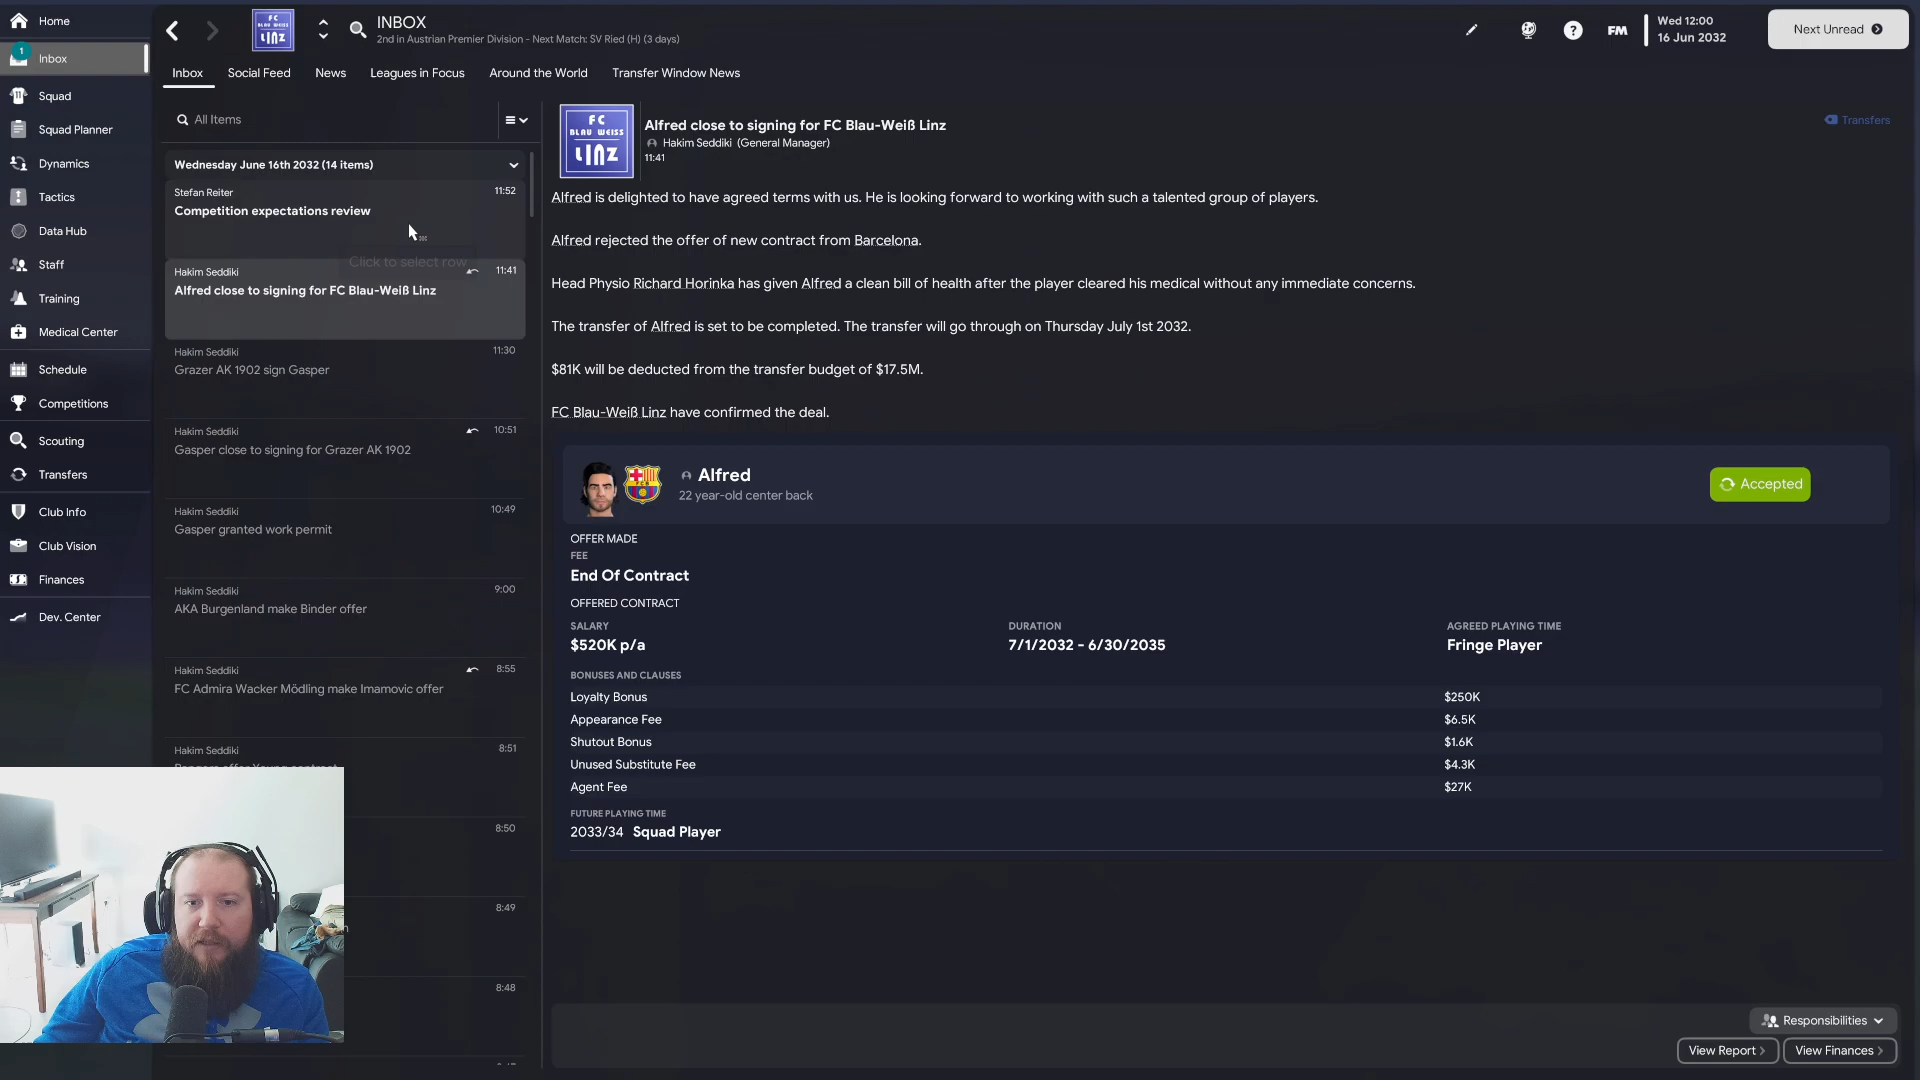 Home
Inbox
1
Squad
Squad Planner
Dynamics
Tactics
Data Hub
Staff
Training
Medical Center
Schedule
Competitions
Scouting
Transfers
Club Info
Club Vision
Finances
Dev. Center
FC
BLAU WEISS
LINZ
INBOX
2nd in Austrian Premier Division - Next Match: SV Ried (H) (3 days)
FM
Wed 12:00
16 Jun 2032
Next Unread
Inbox
Social Feed
News
Leagues in Focus
Around the World
Transfer Window News
All Items
Wednesday June 16th 2032 (14 items)
Stefan Reiter
11:52
Competition expectations review
Click to select row
Hakim Seddiki
11:41
Alfred close to signing for FC Blau-Weiß Linz
Hakim Seddiki
11:30
Grazer AK 1902 sign Gasper
Hakim Seddiki
10:51
Gasper close to signing for Grazer AK 1902
Hakim Seddiki
10:49
Gasper granted work permit
Hakim Seddiki
9:00
AKA Burgenland make Binder offer
Hakim Seddiki
8:55
FC Admira Wacker Mödling make Imamovic offer
Hakim Seddiki
8:51
8:50
8:49
8:48
FC
BLAU WEISS
LINZ
Alfred close to signing for FC Blau-Weiß Linz
Hakim Seddiki (General Manager)
11:41
Transfers
Alfred is delighted to have agreed terms with us. He is looking forward to working with such a talented group of players.
Alfred rejected the offer of new contract from Barcelona.
Head Physio Richard Horinka has given Alfred a clean bill of health after the player cleared his medical without any immediate concerns.
The transfer of Alfred is set to be completed. The transfer will go through on Thursday July 1st 2032.
$81K will be deducted from the transfer budget of $17.5M.
FC Blau-Weiß Linz have confirmed the deal.
Alfred
22 year-old center back
Accepted
OFFER MADE
FEE
End Of Contract
OFFERED CONTRACT
SALARY
DURATION
AGREED PLAYING TIME
$520K p/a
7/1/2032 - 6/30/2035
Fringe Player
BONUSES AND CLAUSES
Loyalty Bonus
$250K
Appearance Fee
$6.5K
Shutout Bonus
$1.6K
Unused Substitute Fee
$4.3K
Agent Fee
$27K
FUTURE PLAYING TIME
2033/34 Squad Player
Responsibilities
View Report
View Finances